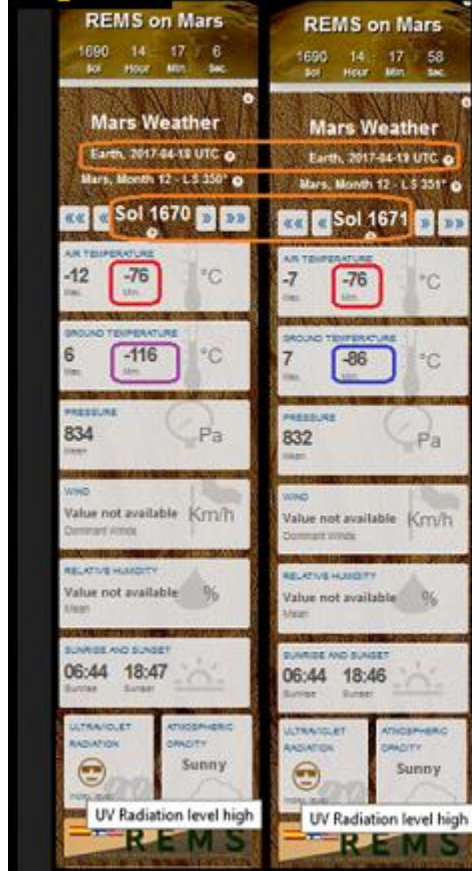 REMS on Mars
1690 14 : 17 : 6
Sol Hour Min. Sec.
Mars Weather
Earth, 2017-04-18 UTC
Mars, Month 12 - LS 350°
«« « Sol 1670 » »»
AIR TEMPERATURE
-12 -76 °C
Max. Min.
GROUND TEMPERATURE
6 -116 °C
Max. Min.
PRESSURE
834 Pa
Mean
WIND
Value not available Km/h
Dominant Winds
RELATIVE HUMIDITY
Value not available %
Mean
SUNRISE AND SUNSET
06:44 18:47
Sunrise Sunset
ULTRAVIOLET RADIATION
ATMOSPHERIC OPACITY
Sunny
UV Radiation level high
REMS
REMS on Mars
1690 14 : 17 58
Sol Hour Min. Sec.
Mars Weather
Earth, 2017-04-19 UTC
Mars, Month 12 - LS 351°
«« « Sol 1671 » »»
AIR TEMPERATURE
-7 -76 °C
Max. Min.
GROUND TEMPERATURE
7 -86 °C
Max.
PRESSURE
832 Pa
Mean
WIND
Value not available Km/h
Dominant Winds
RELATIVE HUMIDITY
Value not available %
Mean
SUNRISE AND SUNSET
06:44 18:46
Sunrise Sunset
ULTRAVIOLET RADIATION
ATMOSPHERIC OPACITY
Sunny
UV Radiation level high
REMS